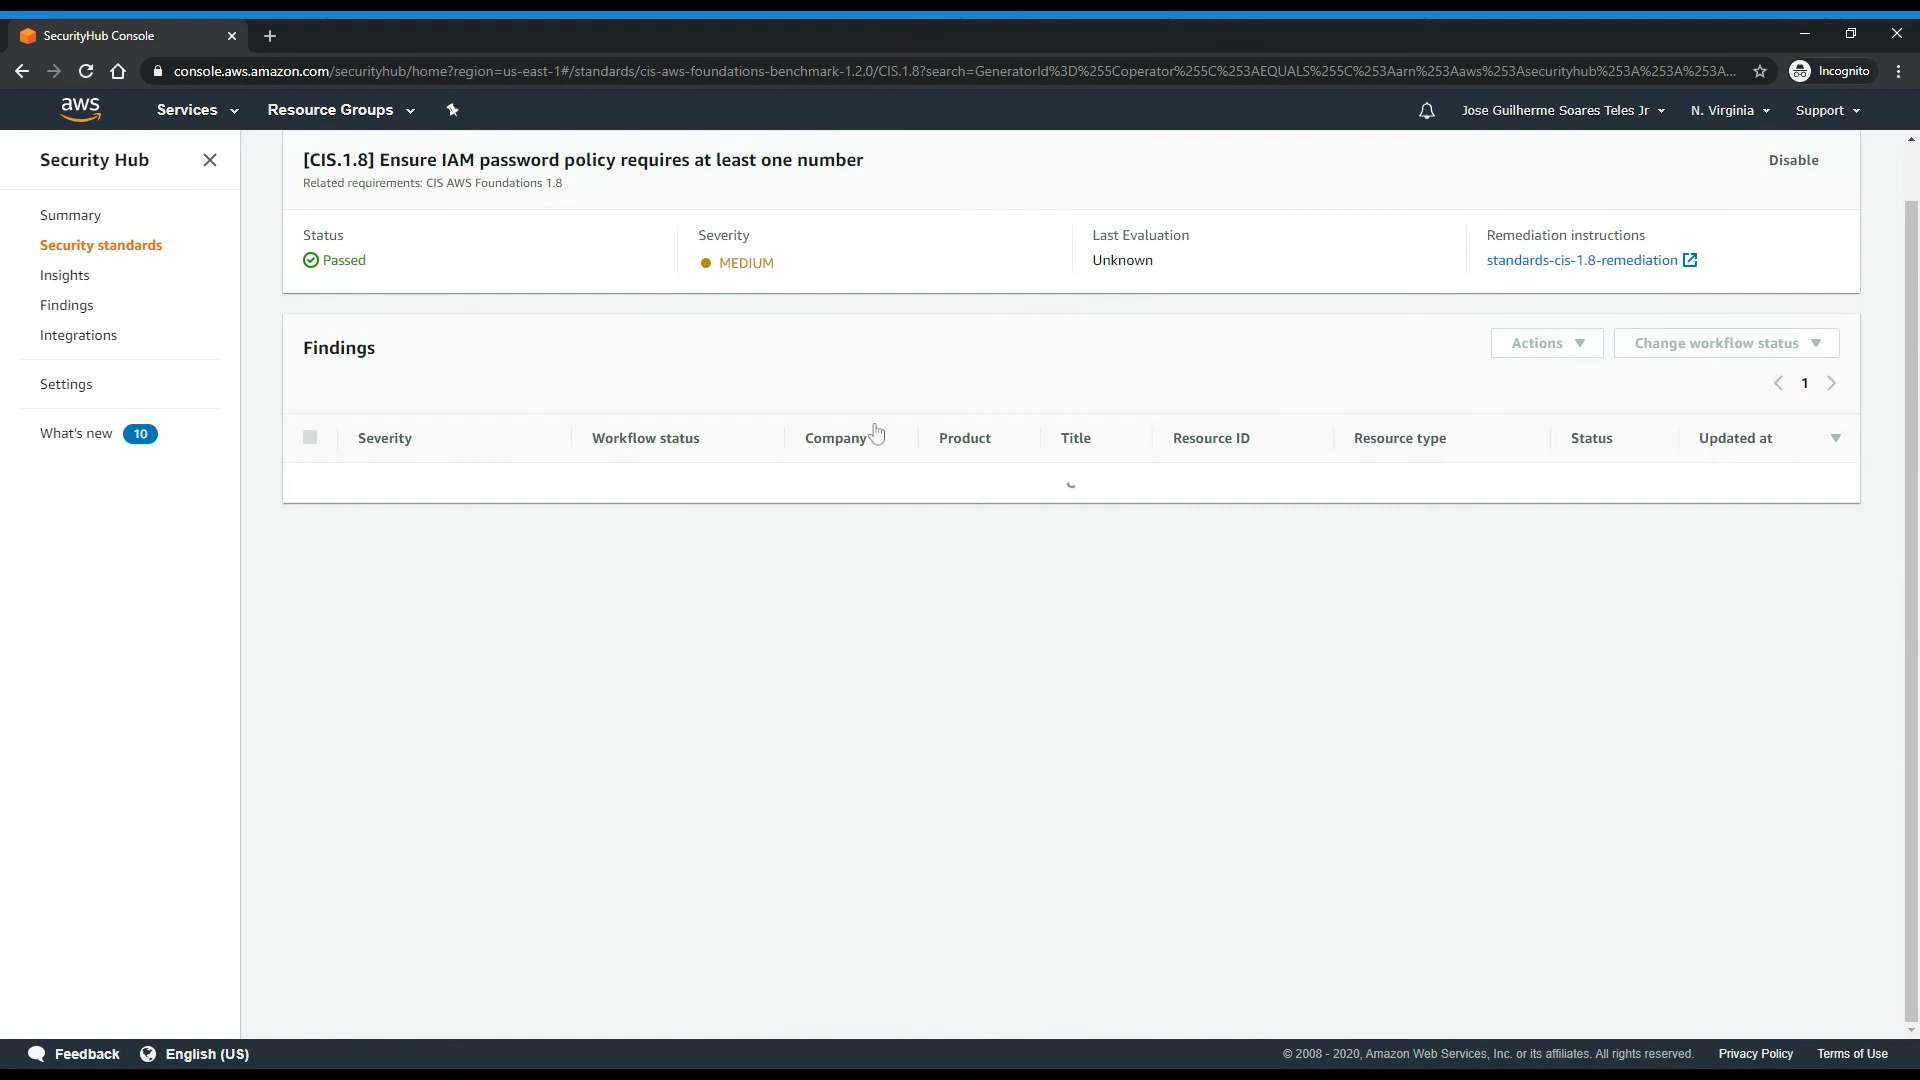 SecurityHub Console
console.aws.amazon.com/securityhub/home?region=us-east-1#/standards/cis-aws-foundations-benchmark-1.2.0/CIS.1.8?search=GeneratorId%3D%255Coperator%255C%253AEQUALS%255C%253Aarn%253Aaws%253Asecurityhub%253A%253A%253A...
Incognito
aws
Services
Resource Groups
Jose Guilherme Soares Teles Jr
N. Virginia
Support
Security Hub
Summary
Security standards
Insights
Findings
Integrations
Settings
What's new 10
[CIS.1.8] Ensure IAM password policy requires at least one number
Disable
Related requirements: CIS AWS Foundations 1.8
Status
Passed
Severity
MEDIUM
Last Evaluation
Unknown
Remediation instructions
standards-cis-1.8-remediation
Findings
Actions
Change workflow status
1
Severity
Workflow status
Company
Product
Title
Resource ID
Resource type
Status
Updated at
Feedback
English (US)
© 2008 - 2020, Amazon Web Services, Inc. or its affiliates. All rights reserved.
Privacy Policy
Terms of Use